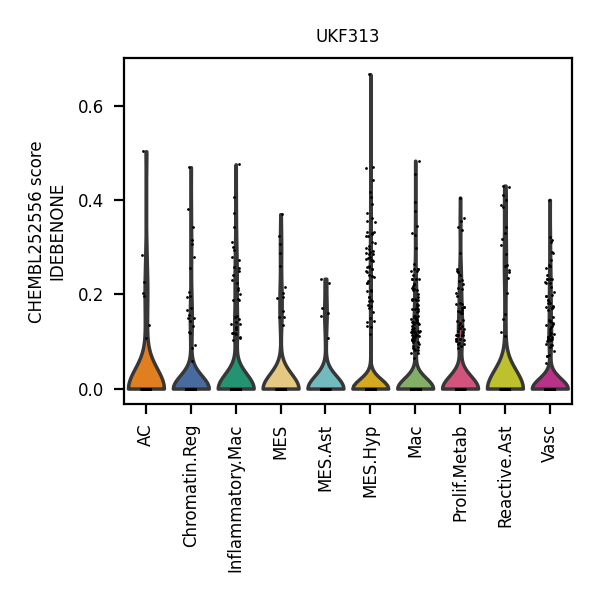 UKF313
CHEMBL252556 score
IDEBENONE
0.6
0.4
0.2
0.0
AC
Chromatin.Reg
Inflammatory.Mac
MES
MES.Ast
MES.Hyp
Mac
Prolif.Metab
Reactive.Ast
Vasc